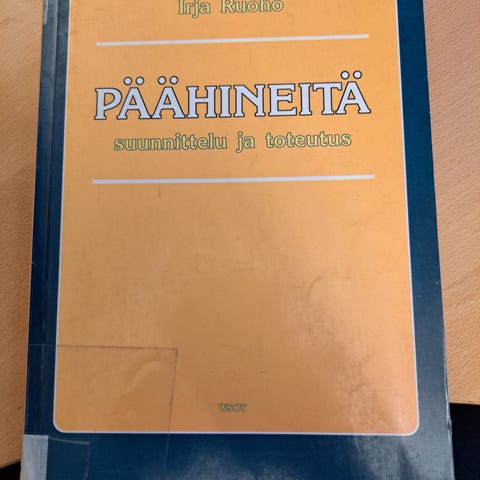 Irja Ruoho
PÄÄHINEITÄ
suunnittelu ja toteutus
WSOY